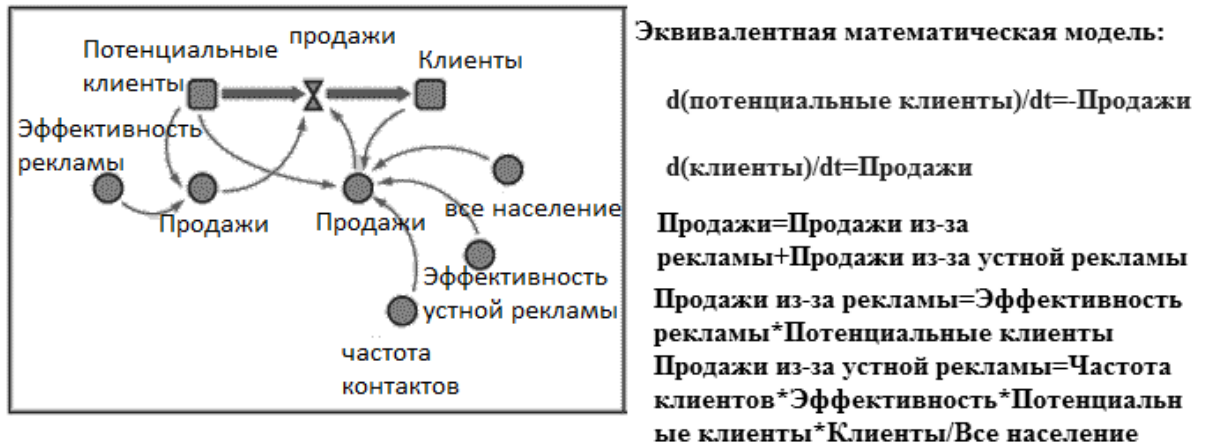 Потенциальные
клиенты
продажи
Клиенты
Эффективность
рекламы
Продажи
Продажи
все население
Эффективность
устной рекламы
частота
контактов
Эквивалентная математическая модель:
d(потенциальные клиенты)/dt=-Продажи
d(клиенты)/dt=Продажи
Продажи=Продажи из-за
рекламы+Продажи из-за устной рекламы
Продажи из-за рекламы=Эффективность
рекламы*Потенциальные клиенты
Продажи из-за устной рекламы=Частота
клиентов*Эффективность*Потенциальн
ые клиенты*Клиенты/Все население